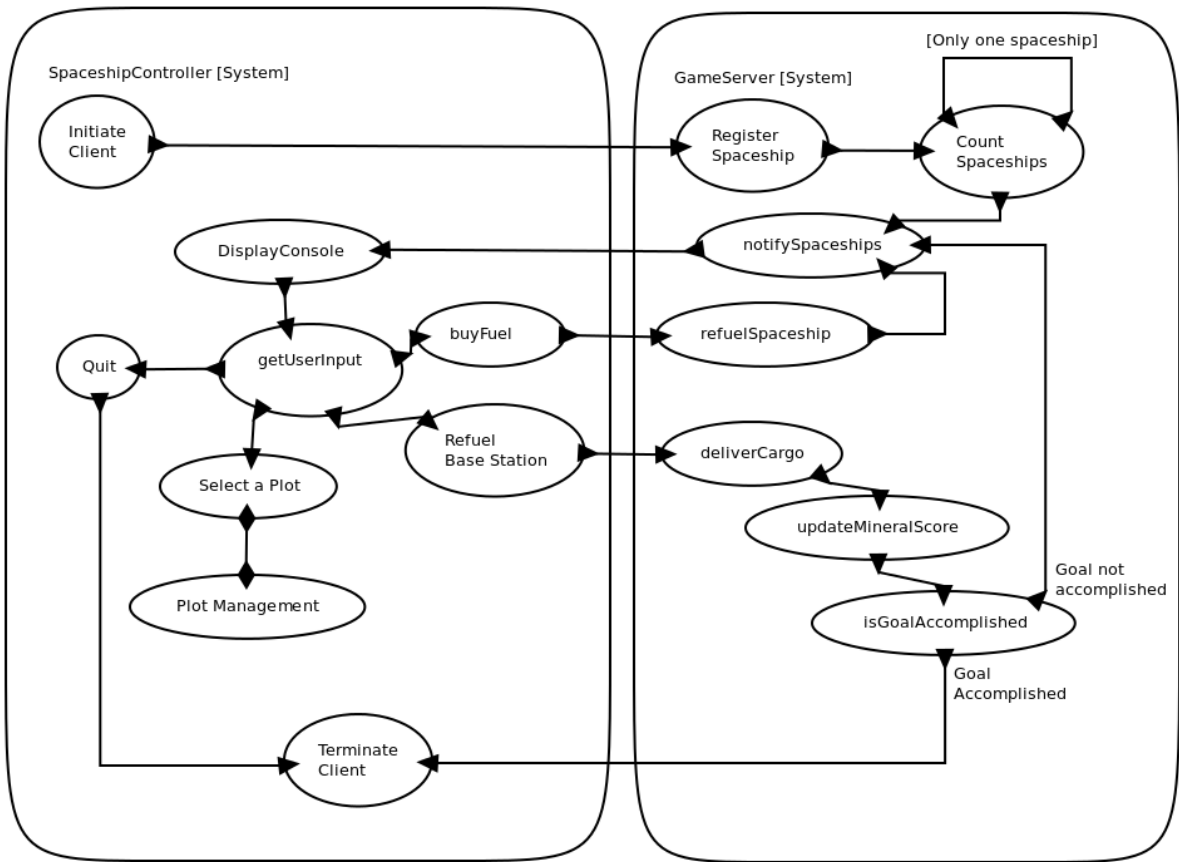 [Only one spaceship]
SpaceshipController [System]
GameServer [System]
Initiate
Client
Register
Spaceship
Count
Spaceships
DisplayConsole
notifySpaceships
buyFuel
refuelSpaceship
Quit
getUserInput
Refuel
Base Station
deliverCargo
Select a Plot
updateMineralScore
Plot Management
Goal not
accomplished
isGoalAccomplished
Goal
Accomplished
Terminate
Client